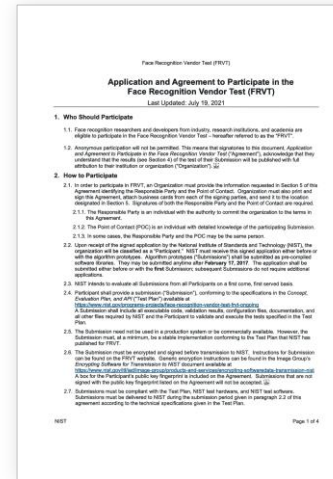 Face Recognition Vendor Test (FRVT)
Application and Agreement to Participate in the
Face Recognition Vendor Test (FRVT)
Last Updated: July 19, 2021
1. Who Should Participate
1.1. Face recognition researchers and developers from industry, research institutions, and academia are
eligible to participate in the Face Recognition Vendor Test – hereafter referred to as the "FRVT".
1.2. Anonymous participation will not be permitted. This means that signatories to this document, Application
and Agreement to Participate in the Face Recognition Vendor Test ("Agreement"), acknowledge that they
understand that the results (see Section 4) of the test of their Submission will be published with full
attribution to their institution or organization ("Organization").
2. How to Participate
2.1. In order to participate in FRVT, an Organization must provide the information requested in Section 5 of this
Agreement identifying the Responsible Party and the Point of Contact. Organization must also print and
sign this Agreement, attach business cards from each of the signing parties, and send it to the location
designated in Section 5. Signatures of both the Responsible Party and the Point of Contact are required.
2.1.1. The Responsible Party is an individual with the authority to commit the organization to the terms in
this Agreement.
2.1.2. The Point of Contact (POC) is an individual with detailed knowledge of the participating Submission.
2.1.3. In some cases, the Responsible Party and the POC may be the same person.
2.2. Upon receipt of the signed application by the National Institute of Standards and Technology (NIST), the
organization will be classified as a "Participant." NIST must receive this signed application either before or
with the algorithm prototypes. Algorithm prototypes ("Submissions") shall be submitted as pre-compiled
software libraries. They may be submitted anytime after February 17, 2017. The application shall be
submitted either before or with the first Submission; subsequent Submissions do not require additional
applications.
2.3. NIST intends to evaluate all Submissions from all Participants on a first come, first served basis.
2.4. Participant shall provide a submission ("Submission"), conforming to the specifications in the Concept,
Evaluation Plan, and API ("Test Plan") available at
https://www.nist.gov/programs-projects/face-recognition-vendor-test-frvt-ongoing
A Submission shall include all executable code, validation results, configuration files, documentation, and
all other files required by NIST and the Participant to validate and execute the tests specified in the Test
Plan.
2.5. The Submission need not be used in a production system or be commercially available. However, the
Submission must, at a minimum, be a stable implementation conforming to the Test Plan that NIST has
published for FRVT.
2.6. The Submission must be encrypted and signed before transmission to NIST. Instructions for Submission
can be found on the FRVT website. Generic encryption instructions can be found in the Image Group's
Encrypting Software for Transmission to NIST document available at
A box for the Participant's public key fingerprint is included on the Agreement. Submissions that are not
signed with the public key fingerprint listed on the Agreement will not be accepted.
2.7. Submissions must be compliant with the Test Plan, NIST test hardware, and NIST test software.
Submissions must be delivered to NIST during the submission period given in paragraph 2.2 of this
agreement according to the technical specifications given in the Test Plan.
NIST
Page 1 of 4